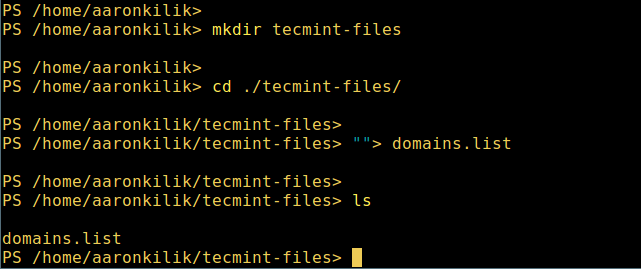 PS /home/aaronkilik>
PS /home/aaronkilik> mkdir tecmint-files
PS /home/aaronkilik>
PS /home/aaronkilik> cd ./tecmint-files/
PS /home/aaronkilik/tecmint-files>
PS /home/aaronkilik/tecmint-files> ""> domains.list
PS /home/aaronkilik/tecmint-files>
PS /home/aaronkilik/tecmint-files> ls
domains.list
PS /home/aaronkilik/tecmint-files>